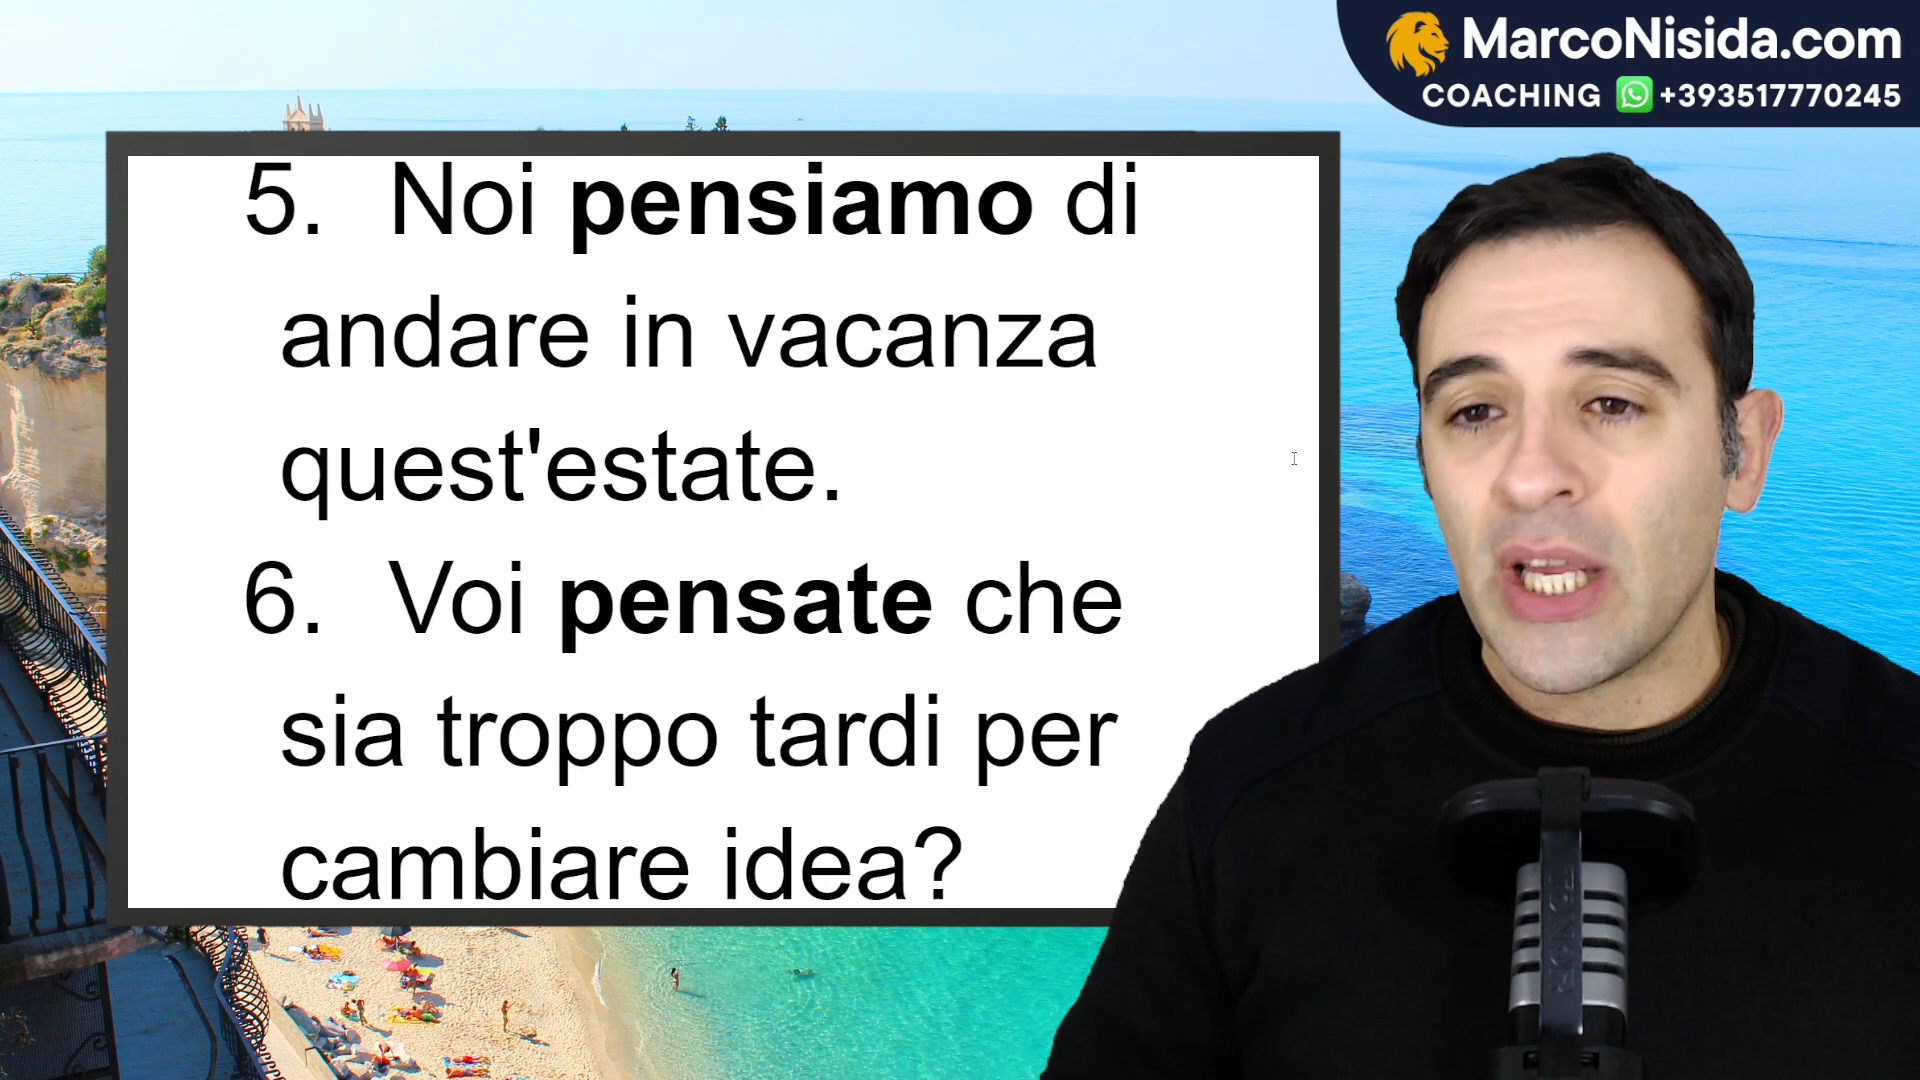 MarcoNisida.com
COACHING +393517770245
5. Noi pensiamo di
andare in vacanza
quest'estate.
6. Voi pensate che
sia troppo tardi per
cambiare idea?